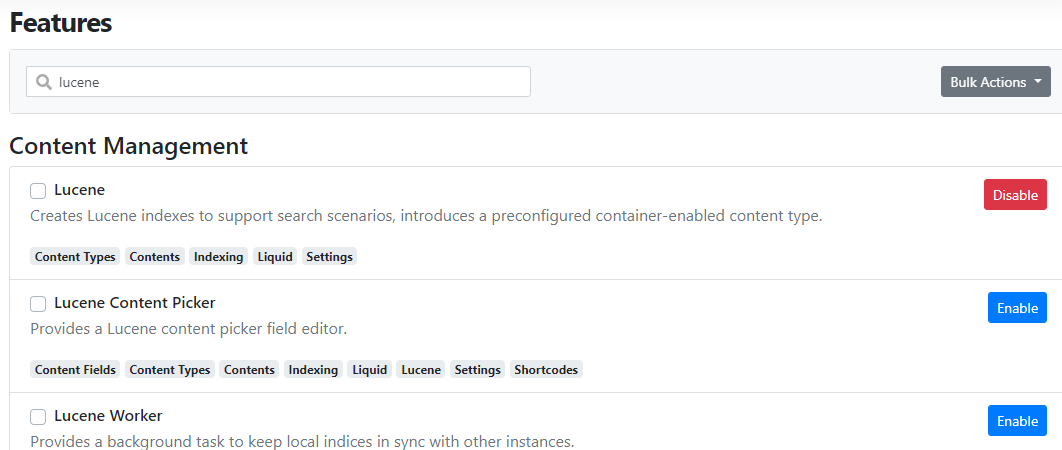 Features
lucene
Bulk Actions
Content Management
Lucene
Disable
Creates Lucene indexes to support search scenarios, introduces a preconfigured container-enabled content type.
Content Types Contents Indexing Liquid Settings
Lucene Content Picker
Enable
Provides a Lucene content picker field editor.
Content Fields Content Types Contents Indexing Liquid Lucene Settings Shortcodes
Lucene Worker
Enable
Provides a background task to keep local indices in sync with other instances.